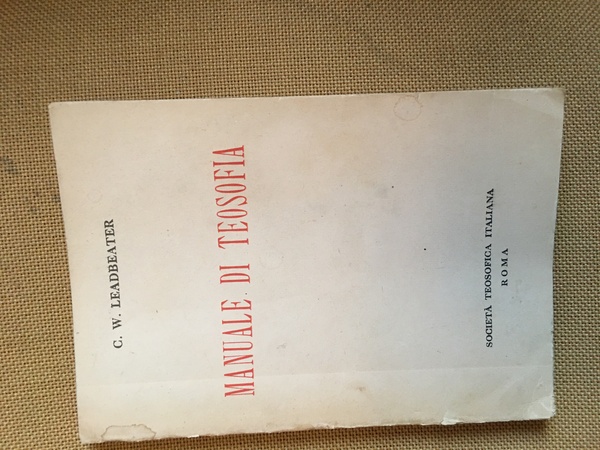 C. W. LEADBEATER
MANUALE DI TEOSOFIA
SOCIETÀ TEOSOFICA ITALIANA
ROMA